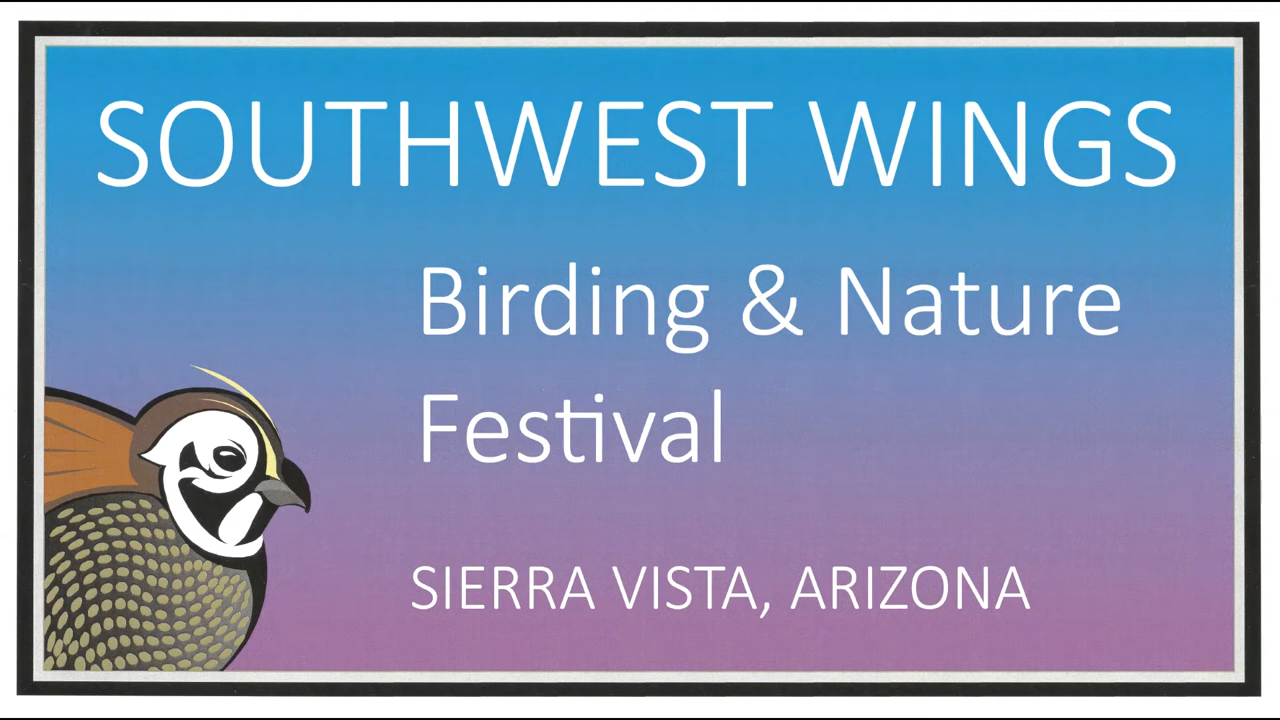 SOUTHWEST WINGS
Birding & Nature
Festival
SIERRA VISTA, ARIZONA